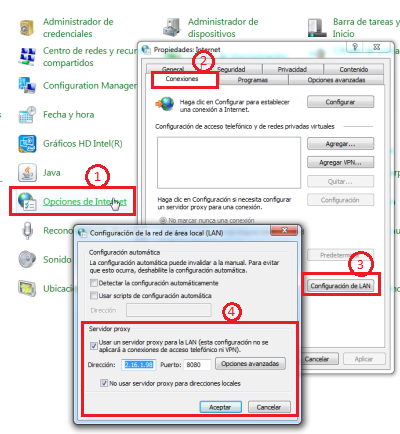 Administrador de
credenciales
Administrador de
dispositivos
Barra de tareas y
Inicio
Centro de redes y recur
compartidos
Configuration Manager
Fecha y hora
Gráficos HD Intel(R)
Java
1
Opciones de Internet
Recono
Sonido
Ubicaci
Propiedades: Internet
2
General
Seguridad
Privacidad
Contenido
Conexiones
Programas
Opciones avanzadas
Haga clic en Configurar para establecer
una conexión a Internet.
Configurar
Configuración de acceso telefónico y de redes privadas virtuales
Agregar...
Agregar VPN...
Quitar...
Haga clic en Configuración si necesita configurar
un servidor proxy para una conexión.
Configuración
No marcar nunca una conexión
Predeterminar
3
Configuración de LAN
Cancelar
Aplicar
Configuración de la red de área local (LAN)
Configuración automática
La configuración automática puede invalidar a la manual. Para evitar
que esto ocurra, deshabilite la configuración automática.
Detectar la configuración automáticamente
Usar scripts de configuración automática
Dirección
4
Servidor proxy
Usar un servidor proxy para la LAN (esta configuración no se
aplicará a conexiones de acceso telefónico ni VPN).
Dirección:
2.16.1.98
Puerto:
8080
Opciones avanzadas
No usar servidor proxy para direcciones locales
Aceptar
Cancelar